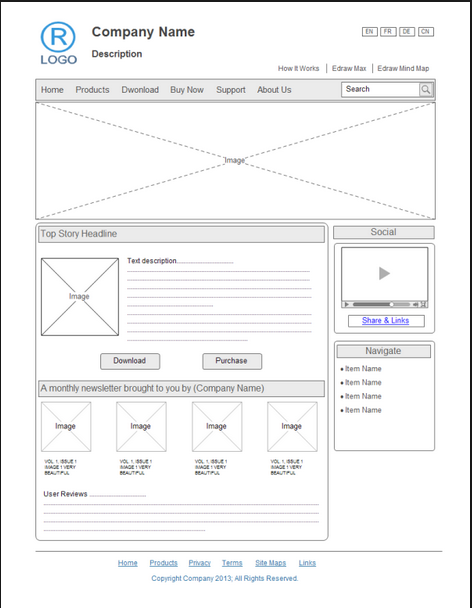 ®
LOGO
Company Name
Description
EN FR DE CN
How It Works Edraw Max Edraw Mind Map
Home Products Dwonload Buy Now Support About Us Search
Image
Top Story Headline
Image
Text description
Download Purchase
A monthly newsletter brought to you by (Company Name)
Image Image Image Image
VOL 1, ISSUE 1 VOL 1, ISSUE 1 VOL 1, ISSUE 1 VOL 1, ISSUE 1
IMAGE 1 VERY IMAGE 1 VERY IMAGE 1 VERY IMAGE 1 VERY
BEAUTIFUL BEAUTIFUL BEAUTIFUL BEAUTIFUL
User Reviews
Social
Share & Links
Navigate
Item Name
Item Name
Item Name
Item Name
Home Products Privacy Terms Site Maps Links
Copyright Company 2013; All Rights Reserved.